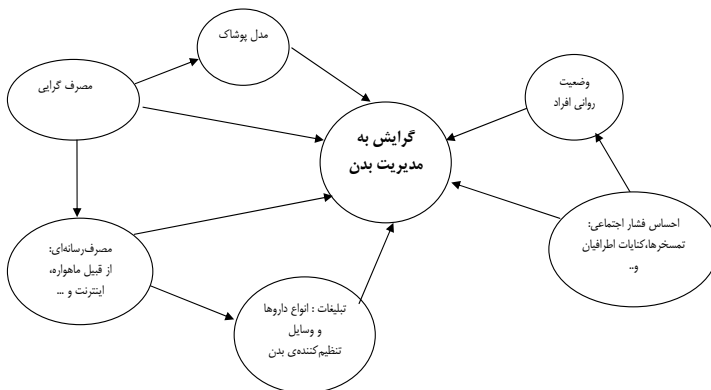 مدل پوشاک
مصرف گرایی
وضعیت
روانی افراد
گرایش به
مدیریت بدن
احساس فشار اجتماعی:
تمسخرها،کنایات اطرافیان
و..
مصرف‌رسانه‌ای:
از قبیل ماهواره،
اینترنت و ...
تبلیغات : انواع داروها
و وسایل
تنظیم‌کننده‌ی بدن